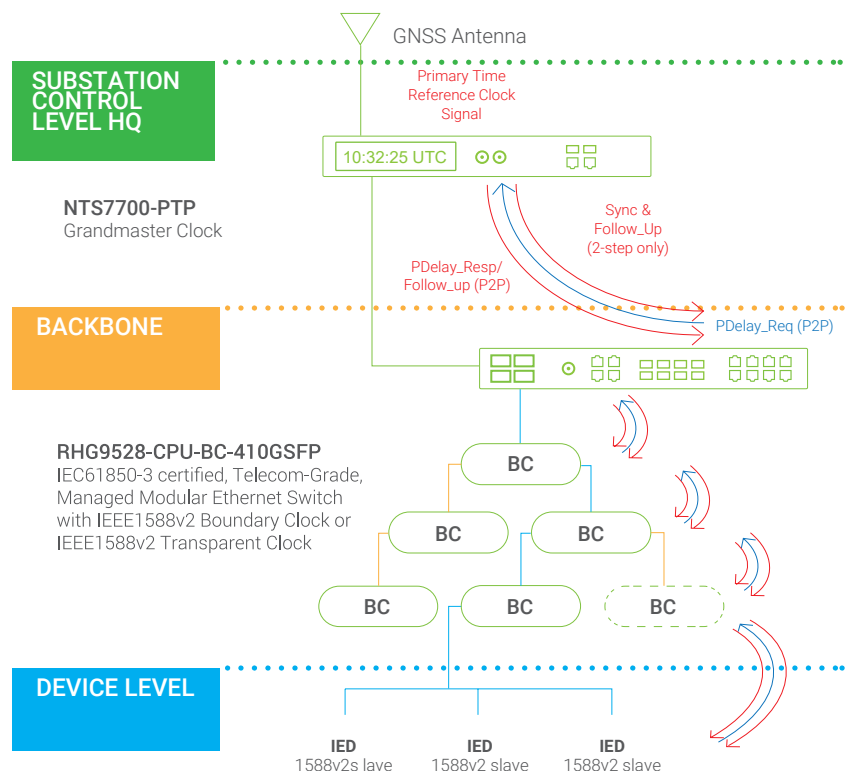 GNSS Antenna
SUBSTATION
CONTROL
LEVEL HQ
Primary Time
Reference Clock
Signal
10:32:25 UTC
NTS7700-PTP
Grandmaster Clock
Sync &
Follow_Up
(2-step only)
PDelay_Resp/
Follow_up (P2P)
BACKBONE
PDelay_Req (P2P)
RHG9528-CPU-BC-410GSFP
IEC61850-3 certified, Telecom-Grade,
Managed Modular Ethernet Switch
with IEEE1588v2 Boundary Clock or
IEEE1588v2 Transparent Clock
BC
BC
BC
BC
BC
BC
DEVICE LEVEL
IED
1588v2s lave
IED
1588v2 slave
IED
1588v2 slave